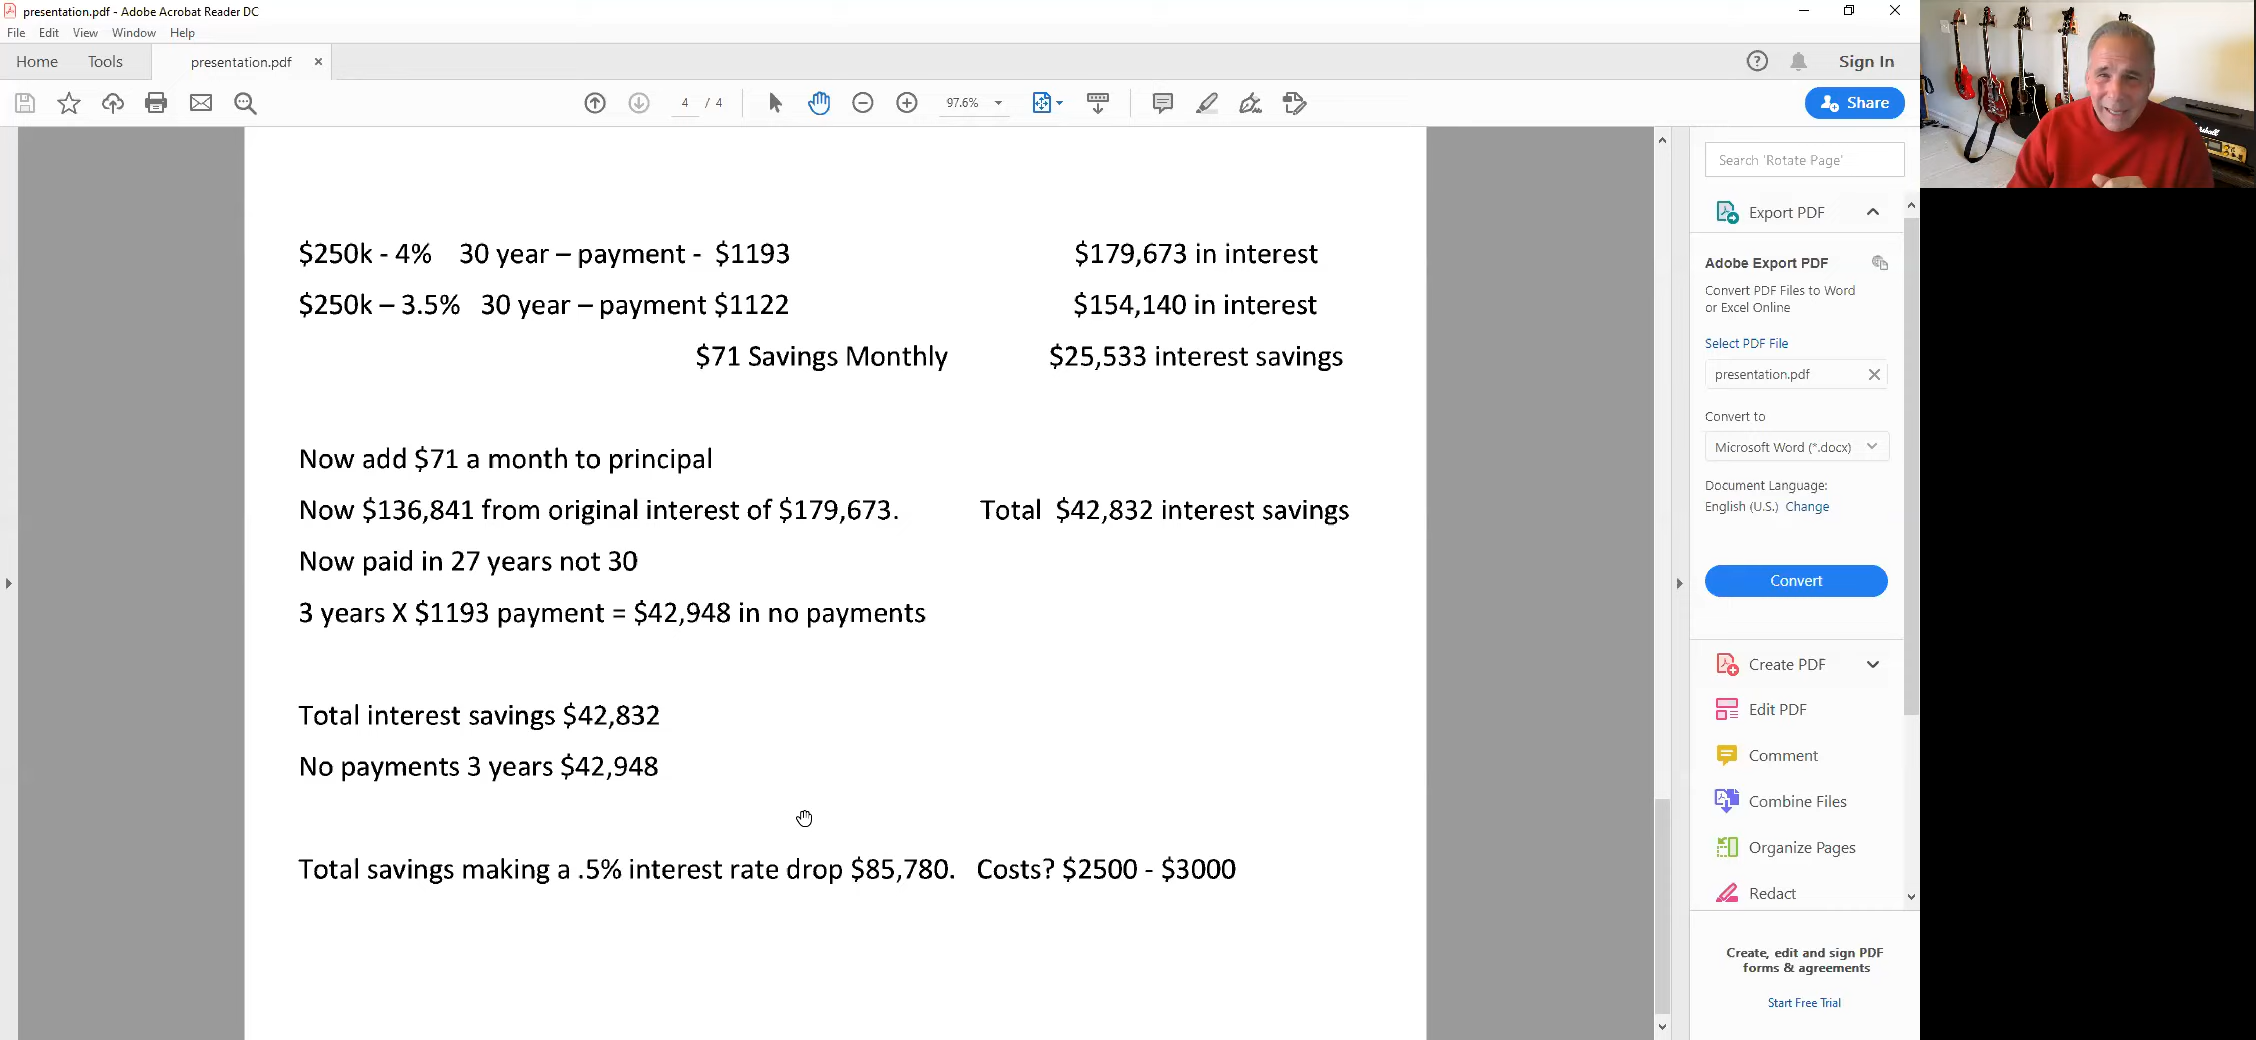 presentation.pdf - Adobe Acrobat Reader DC
File Edit View Window Help
Home Tools presentation.pdf × Sign In
4 / 4 97.6% Share
$250k - 4% 30 year – payment - $1193 $179,673 in interest
$250k – 3.5% 30 year – payment $1122 $154,140 in interest
$71 Savings Monthly $25,533 interest savings
Now add $71 a month to principal
Now $136,841 from original interest of $179,673. Total $42,832 interest savings
Now paid in 27 years not 30
3 years X $1193 payment = $42,948 in no payments
Total interest savings $42,832
No payments 3 years $42,948
Total savings making a .5% interest rate drop $85,780. Costs? $2500 - $3000
Search 'Rotate Page'
Export PDF
Adobe Export PDF
Convert PDF Files to Word
or Excel Online
Select PDF File
presentation.pdf
Convert to
Microsoft Word (*.docx)
Document Language:
English (U.S.) Change
Convert
Create PDF
Edit PDF
Comment
Combine Files
Organize Pages
Redact
Create, edit and sign PDF
forms & agreements
Start Free Trial
Marshall